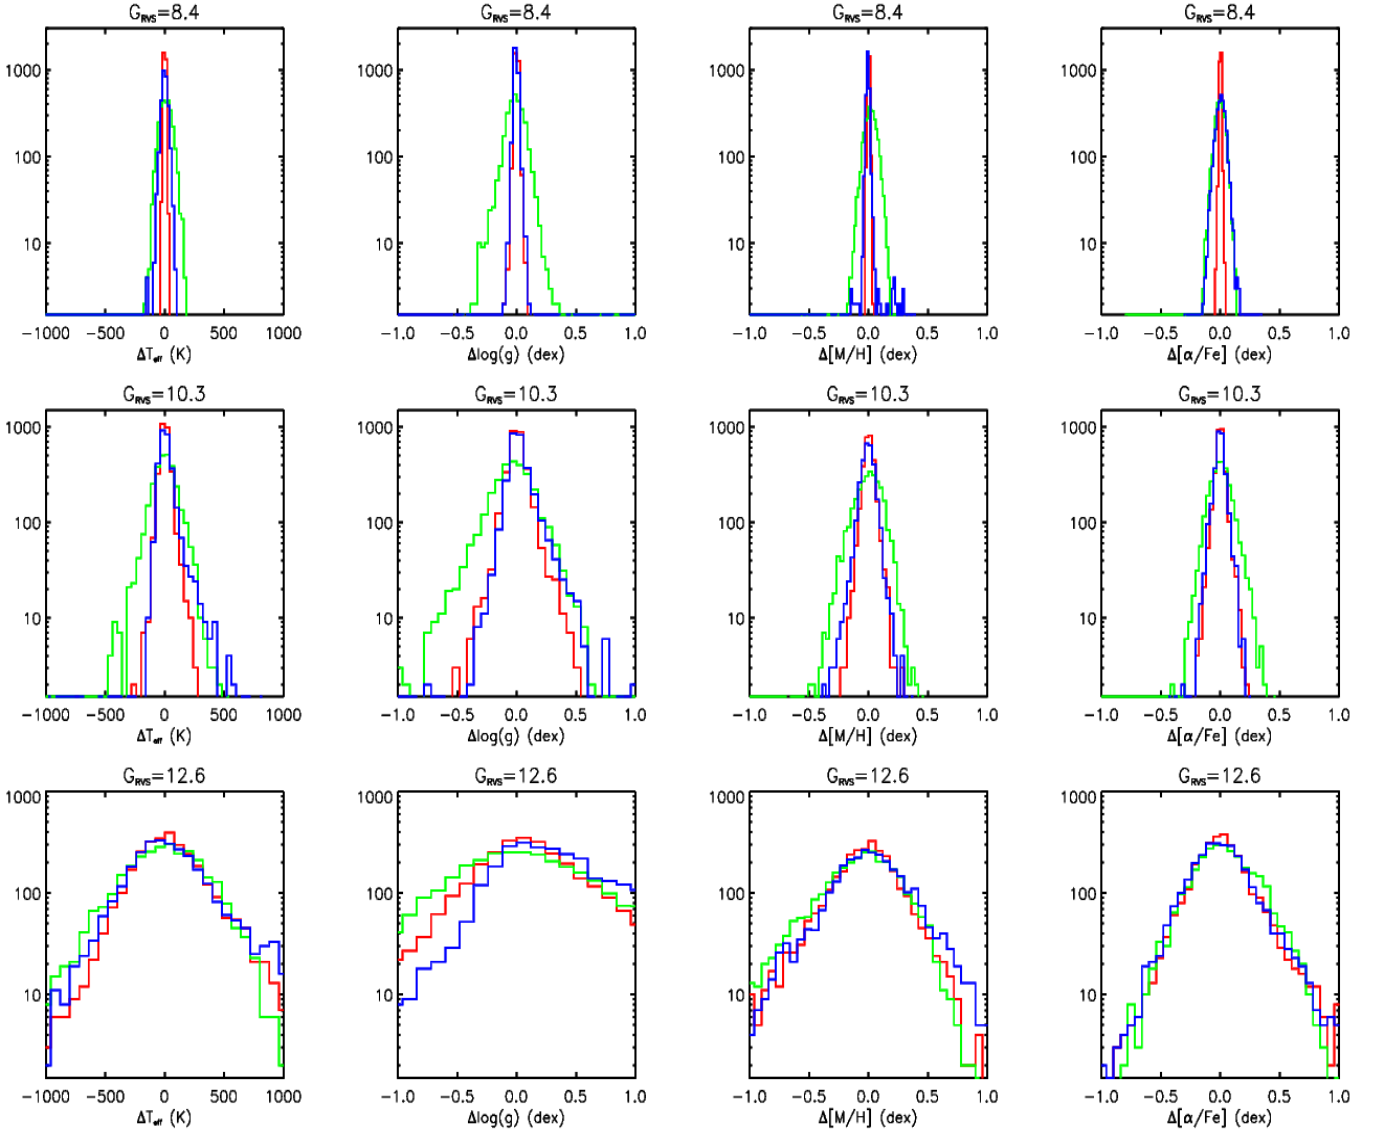 G_RVS=8.4 G_RVS=8.4 G_RVS=8.4 G_RVS=8.4
1000 1000 1000 1000
100 100 100 100
10 10 10 10
−1000 −500 0 500 1000 −1.0 −0.5 0.0 0.5 1.0 −1.0 −0.5 0.0 0.5 1.0 −1.0 −0.5 0.0 0.5 1.0
ΔT_eff (K) Δlog(g) (dex) Δ[M/H] (dex) Δ[α/Fe] (dex)
G_RVS=10.3 G_RVS=10.3 G_RVS=10.3 G_RVS=10.3
1000 1000 1000 1000
100 100 100 100
10 10 10 10
−1000 −500 0 500 1000 −1.0 −0.5 0.0 0.5 1.0 −1.0 −0.5 0.0 0.5 1.0 −1.0 −0.5 0.0 0.5 1.0
ΔT_eff (K) Δlog(g) (dex) Δ[M/H] (dex) Δ[α/Fe] (dex)
G_RVS=12.6 G_RVS=12.6 G_RVS=12.6 G_RVS=12.6
1000 1000 1000 1000
100 100 100 100
10 10 10 10
−1000 −500 0 500 1000 −1.0 −0.5 0.0 0.5 1.0 −1.0 −0.5 0.0 0.5 1.0 −1.0 −0.5 0.0 0.5 1.0
ΔT_eff (K) Δlog(g) (dex) Δ[M/H] (dex) Δ[α/Fe] (dex)